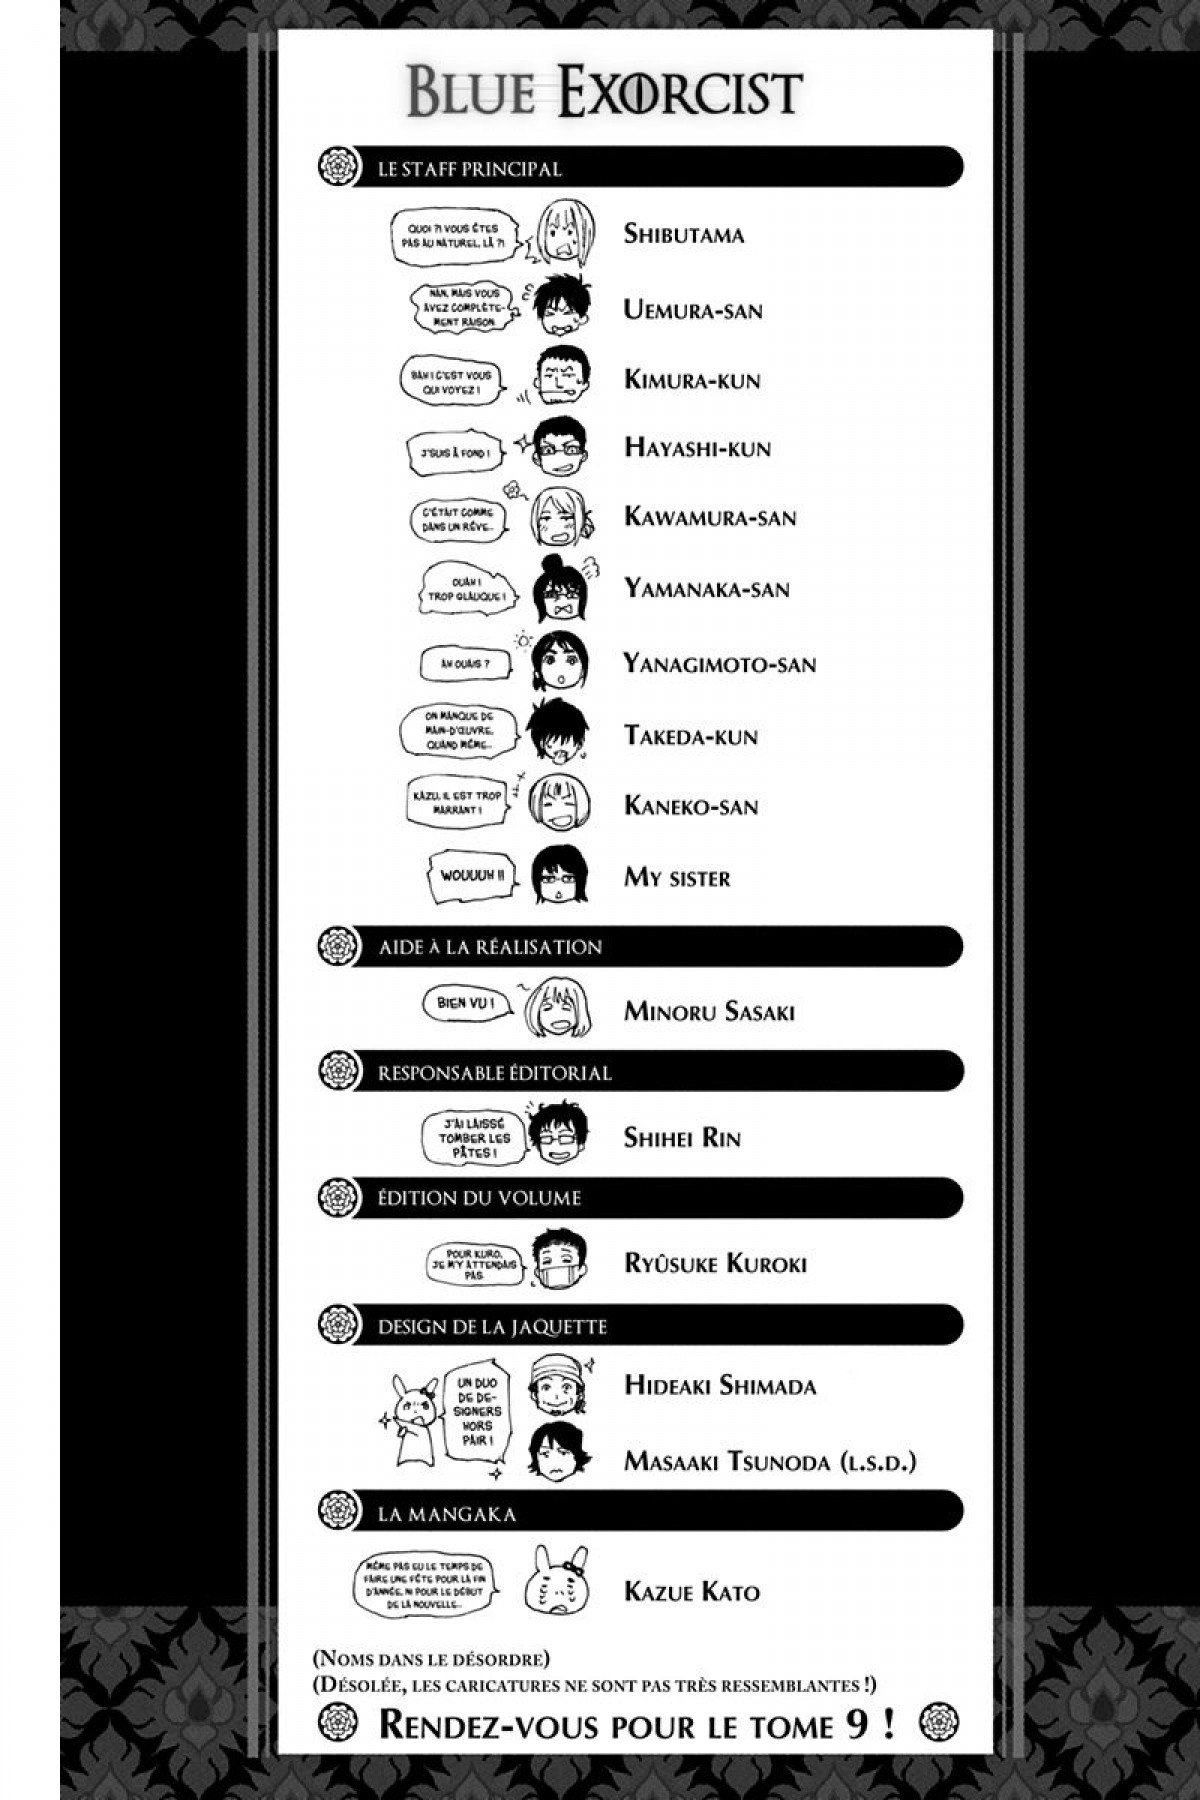 BLUE EXORCIST
LE STAFF PRINCIPAL
QUOI ?! VOUS ÊTES
PAS AU NATUREL, LÀ ?!
SHIBUTAMA
NAN, MAIS VOUS
AVEZ COMPLÈTE-
MENT RAISON.
UEMURA-SAN
BAH ! C'EST VOUS
QUI VOYEZ !
KIMURA-KUN
J'SUIS À FOND !
HAYASHI-KUN
C'ÉTAIT COMME
DANS UN RÊVE...
KAWAMURA-SAN
OUAH !
TROP GLAUQUE !
YAMANAKA-SAN
AH OUAIS ?
YANAGIMOTO-SAN
ON MANQUE DE
MAIN-D'ŒUVRE,
QUAND MÊME...
TAKEDA-KUN
KAZU, IL EST TROP
MARRANT !
KANEKO-SAN
WOUUUH !!
MY SISTER
AIDE À LA RÉALISATION
BIEN VU !
MINORU SASAKI
RESPONSABLE ÉDITORIAL
J'AI LAISSÉ
TOMBER LES
PÂTES !
SHIHEI RIN
ÉDITION DU VOLUME
POUR KURO,
JE M'Y ATTENDAIS
PAS.
RYÛSUKE KUROKI
DESIGN DE LA JAQUETTE
UN DUO
DE DE-
SIGNERS
HORS
PAIR !
HIDEAKI SHIMADA
MASAAKI TSUNODA (L.S.D.)
LA MANGAKA
MÊME PAS EU LE TEMPS DE
FAIRE UNE FÊTE POUR LA FIN
D'ANNÉE, NI POUR LE DÉBUT
DE LA NOUVELLE...
KAZUE KATO
(NOMS DANS LE DÉSORDRE)
(DÉSOLÉE, LES CARICATURES NE SONT PAS TRÈS RESSEMBLANTES !)
RENDEZ-VOUS POUR LE TOME 9 !